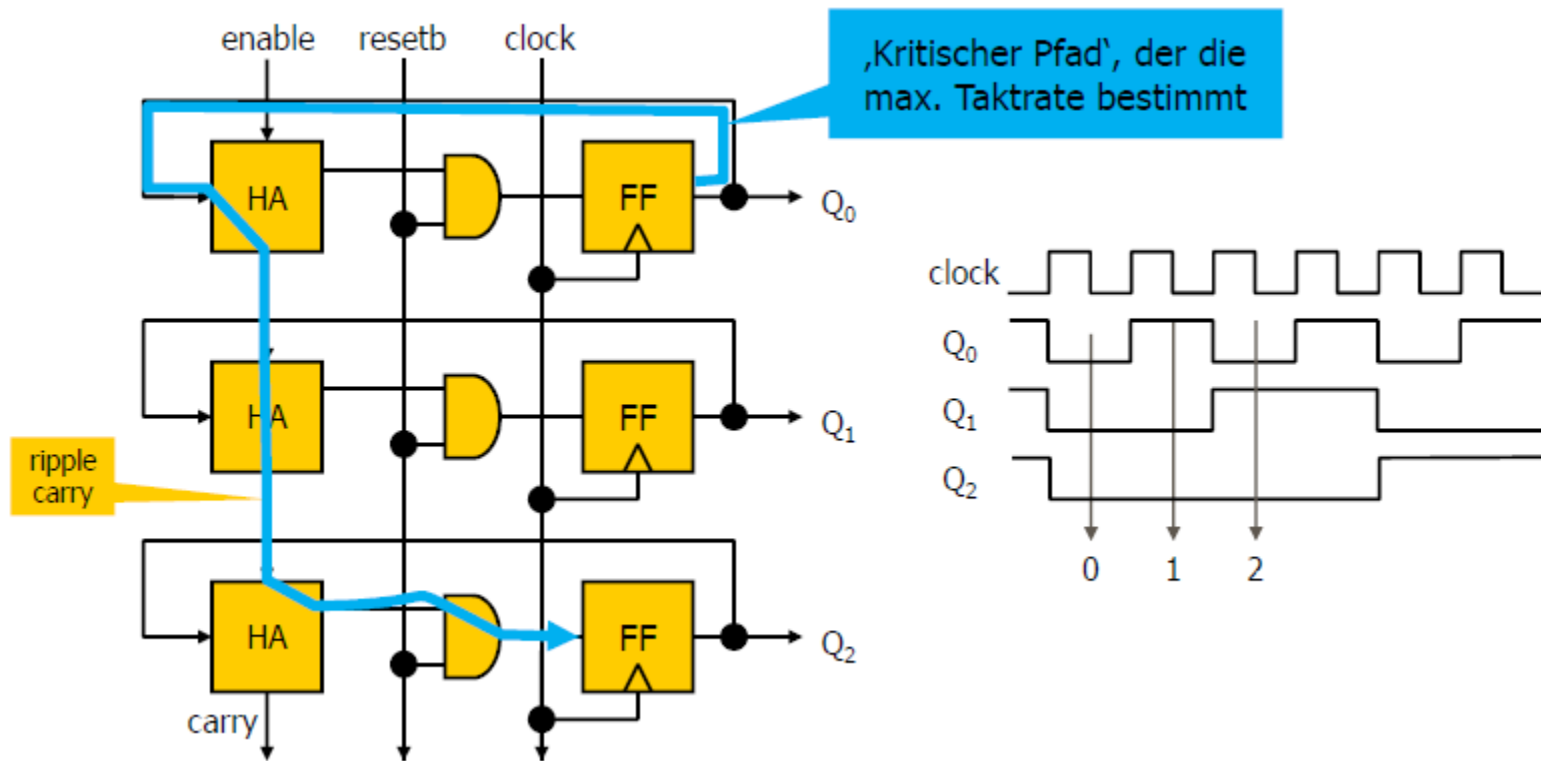 enable resetb clock
‚Kritischer Pfad‘, der die
max. Taktrate bestimmt
HA FF Q0
HA FF Q1
ripple
carry
HA FF Q2
carry
clock
Q0
Q1
Q2
0 1 2